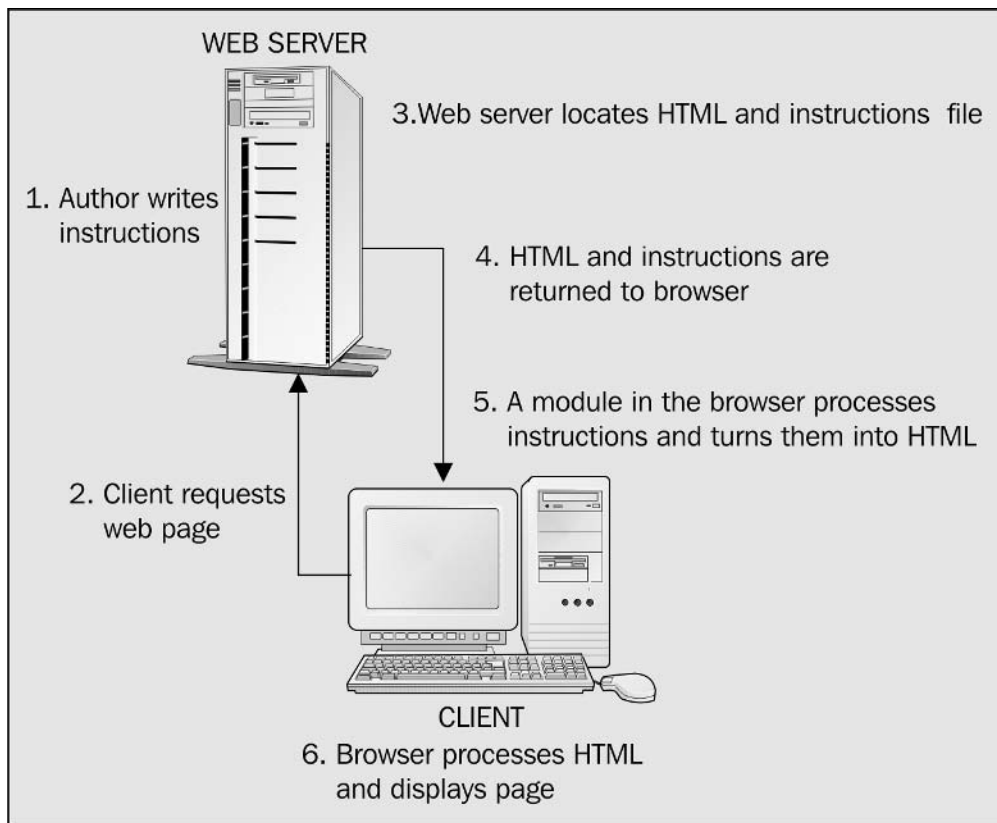 WEB SERVER
3.Web server locates HTML and instructions file
1. Author writes
instructions
4. HTML and instructions are
returned to browser
5. A module in the browser processes
instructions and turns them into HTML
2. Client requests
web page
CLIENT
6. Browser processes HTML
and displays page